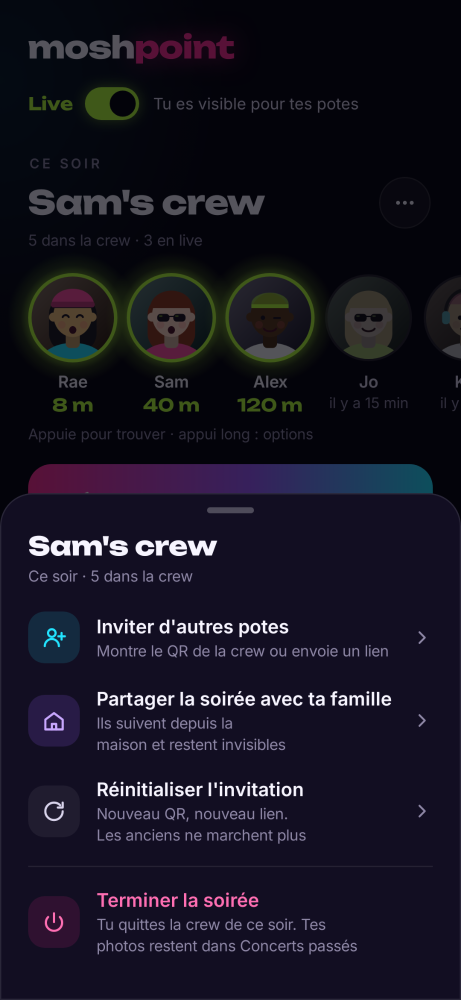 moshpoint
Live
Tu es visible pour tes potes
CE SOIR
Sam's crew
5 dans la crew · 3 en live
Rae
Sam
Alex
Jo
8 m
40 m
120 m
il y a 15 min
il y
Appuie pour trouver · appui long : options
Sam's crew
Ce soir · 5 dans la crew
Inviter d'autres potes
Montre le QR de la crew ou envoie un lien
Partager la soirée avec ta famille
Ils suivent depuis la
maison et restent invisibles
Réinitialiser l'invitation
Nouveau QR, nouveau lien.
Les anciens ne marchent plus
Terminer la soirée
Tu quittes la crew de ce soir. Tes
photos restent dans Concerts passés